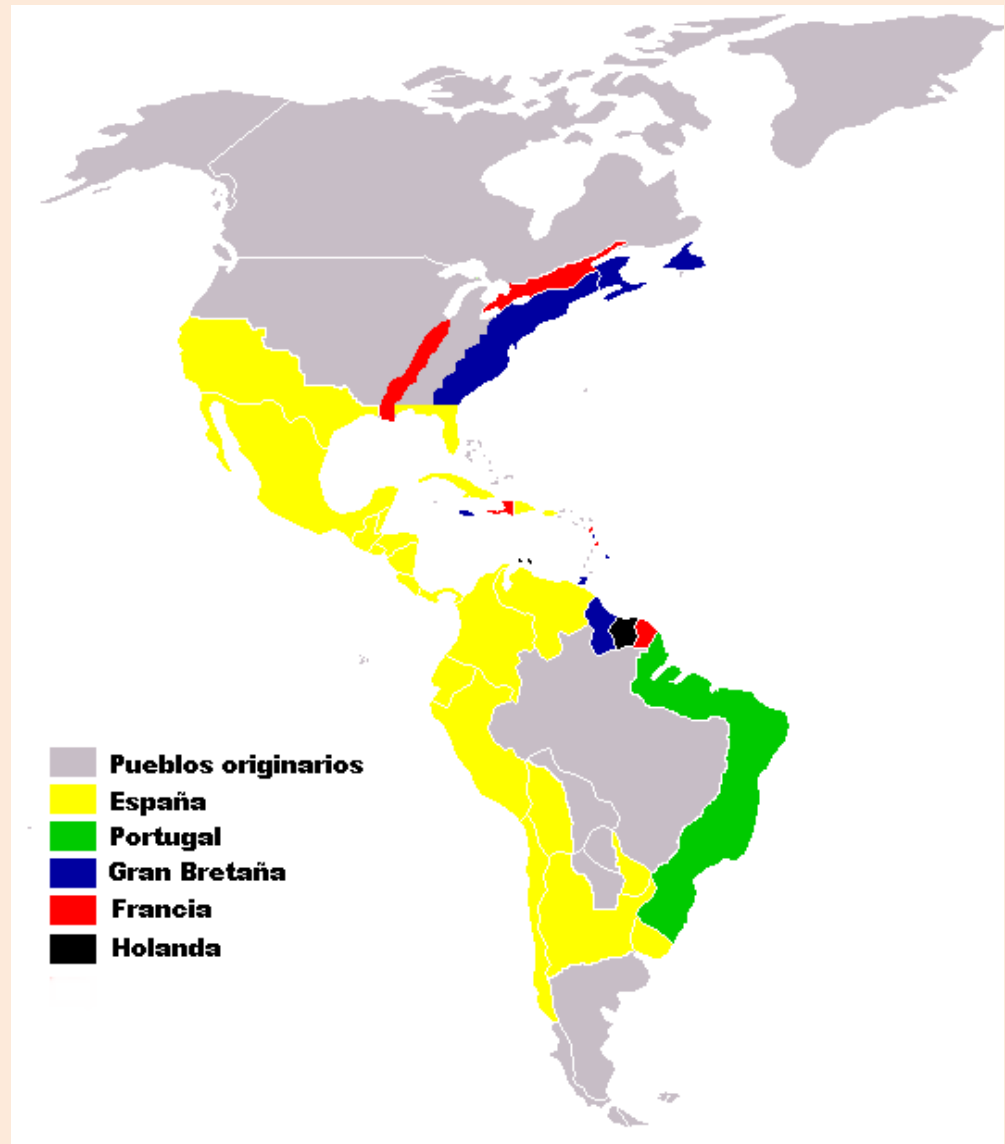 Pueblos originarios
España
Portugal
Gran Bretaña
Francia
Holanda